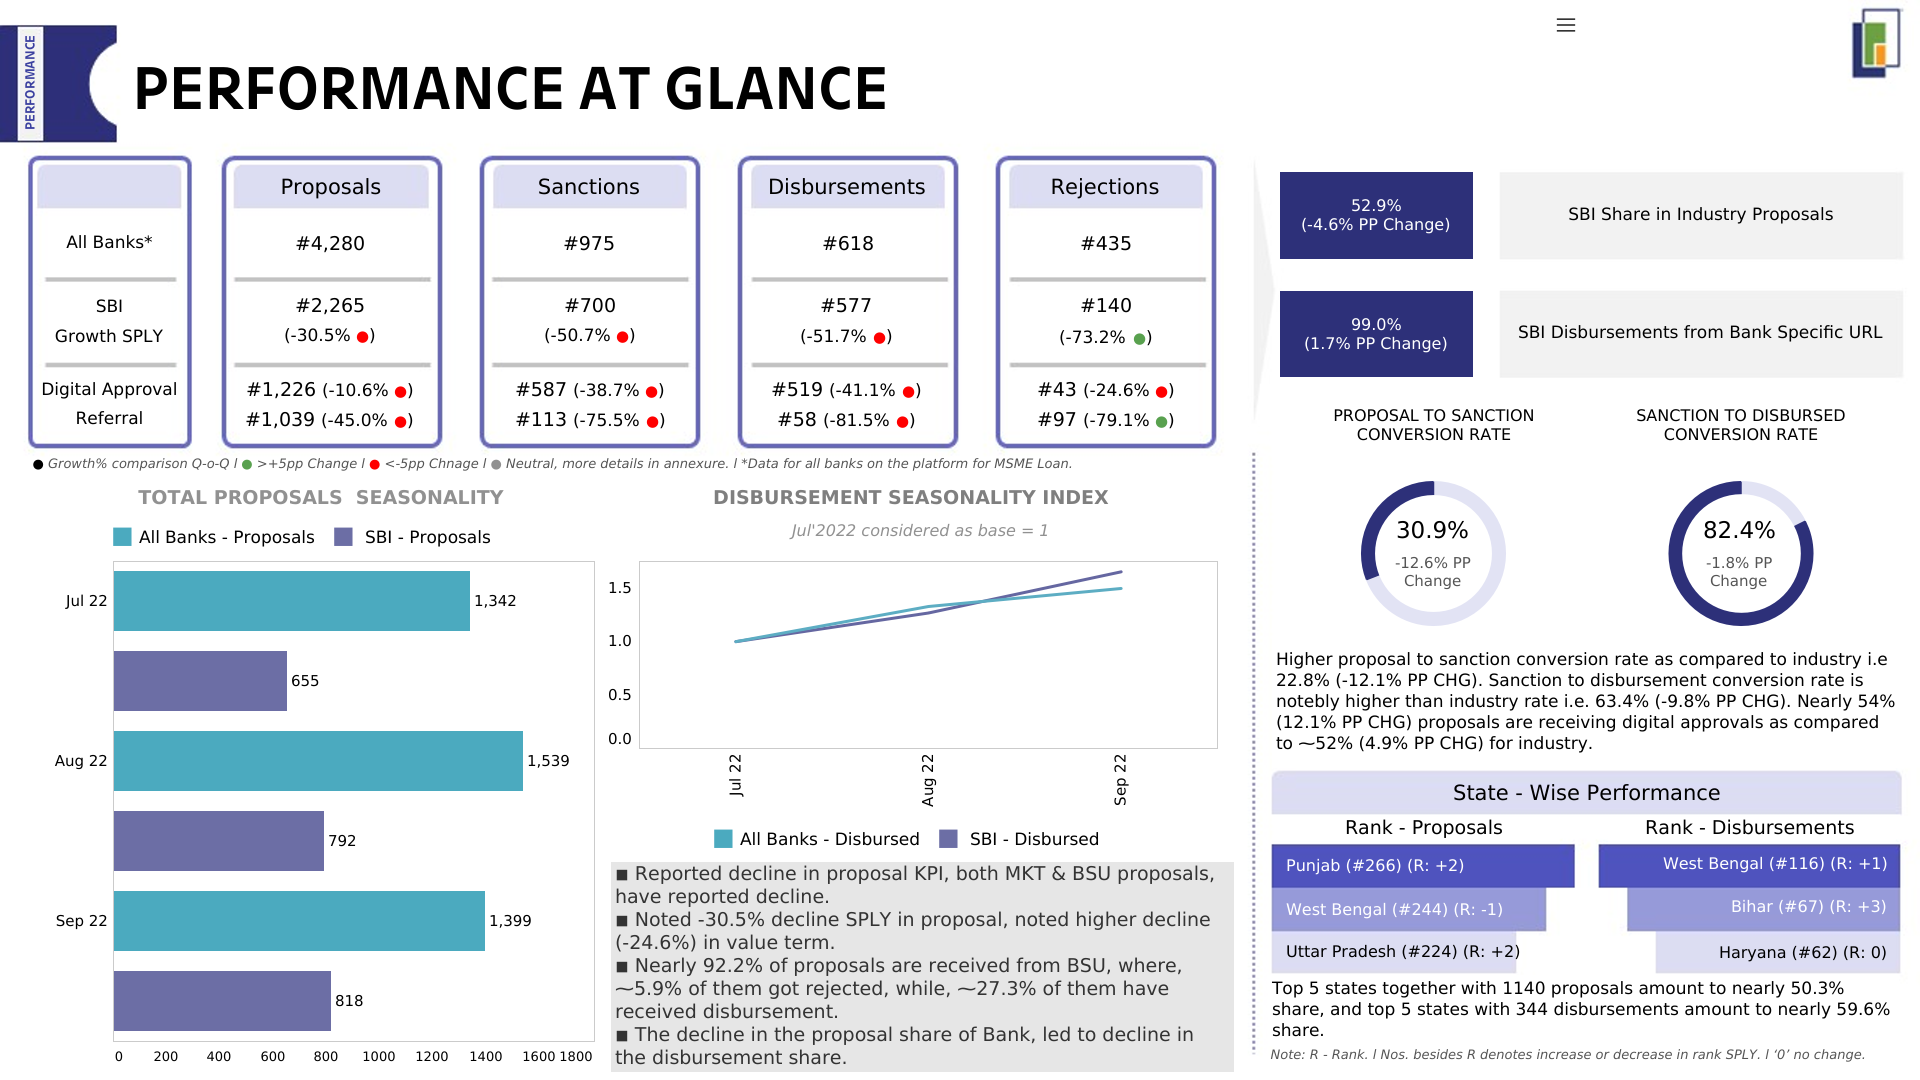 PERFORMANCE
PERFORMANCE AT GLANCE
Proposals
Sanctions
Disbursements
Rejections
All Banks*
#4,280
#975
#618
#435
SBI
#2,265
#700
#577
#140
Growth SPLY
(-30.5% ●)
(-50.7% ●)
(-51.7% ●)
(-73.2% ●)
Digital Approval
#1,226 (-10.6% ●)
#587 (-38.7% ●)
#519 (-41.1% ●)
#43 (-24.6% ●)
Referral
#1,039 (-45.0% ●)
#113 (-75.5% ●)
#58 (-81.5% ●)
#97 (-79.1% ●)
● Growth% comparison Q-o-Q l ● >+5pp Change l ● <-5pp Chnage l ● Neutral, more details in annexure. l *Data for all banks on the platform for MSME Loan.
TOTAL PROPOSALS SEASONALITY
All Banks - Proposals
SBI - Proposals
Jul 22
1,342
655
Aug 22
1,539
792
Sep 22
1,399
818
0 200 400 600 800 1000 1200 1400 1600 1800
DISBURSEMENT SEASONALITY INDEX
Jul'2022 considered as base = 1
1.5
1.0
0.5
0.0
Jul 22
Aug 22
Sep 22
All Banks - Disbursed
SBI - Disbursed
■ Reported decline in proposal KPI, both MKT & BSU proposals,
have reported decline.
■ Noted -30.5% decline SPLY in proposal, noted higher decline
(-24.6%) in value term.
■ Nearly 92.2% of proposals are received from BSU, where,
~5.9% of them got rejected, while, ~27.3% of them have
received disbursement.
■ The decline in the proposal share of Bank, led to decline in
the disbursement share.
52.9%
(-4.6% PP Change)
SBI Share in Industry Proposals
99.0%
(1.7% PP Change)
SBI Disbursements from Bank Specific URL
PROPOSAL TO SANCTION
CONVERSION RATE
SANCTION TO DISBURSED
CONVERSION RATE
30.9%
-12.6% PP
Change
82.4%
-1.8% PP
Change
Higher proposal to sanction conversion rate as compared to industry i.e
22.8% (-12.1% PP CHG). Sanction to disbursement conversion rate is
notebly higher than industry rate i.e. 63.4% (-9.8% PP CHG). Nearly 54%
(12.1% PP CHG) proposals are receiving digital approvals as compared
to ~52% (4.9% PP CHG) for industry.
State - Wise Performance
Rank - Proposals
Rank - Disbursements
Punjab (#266) (R: +2)
West Bengal (#116) (R: +1)
West Bengal (#244) (R: -1)
Bihar (#67) (R: +3)
Uttar Pradesh (#224) (R: +2)
Haryana (#62) (R: 0)
Top 5 states together with 1140 proposals amount to nearly 50.3%
share, and top 5 states with 344 disbursements amount to nearly 59.6%
share.
Note: R - Rank. l Nos. besides R denotes increase or decrease in rank SPLY. l ‘0’ no change.